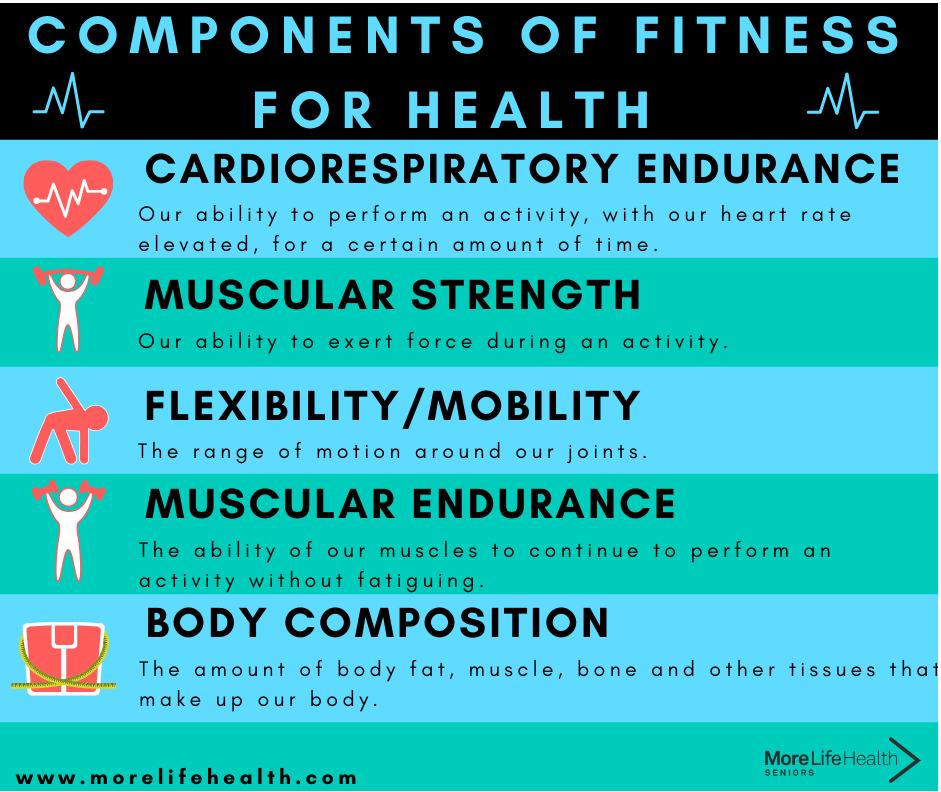 COMPONENTS OF FITNESS
FOR HEALTH
CARDIORESPIRATORY ENDURANCE
Our ability to perform an activity, with our heart rate
elevated, for a certain amount of time.
MUSCULAR STRENGTH
Our ability to exert force during an activity.
FLEXIBILITY/MOBILITY
The range of motion around our joints.
MUSCULAR ENDURANCE
The ability of our muscles to continue to perform an
activity without fatiguing.
BODY COMPOSITION
The amount of body fat, muscle, bone and other tissues that
make up our body.
MoreLifeHealth
SENIORS
www.morelifehealth.com